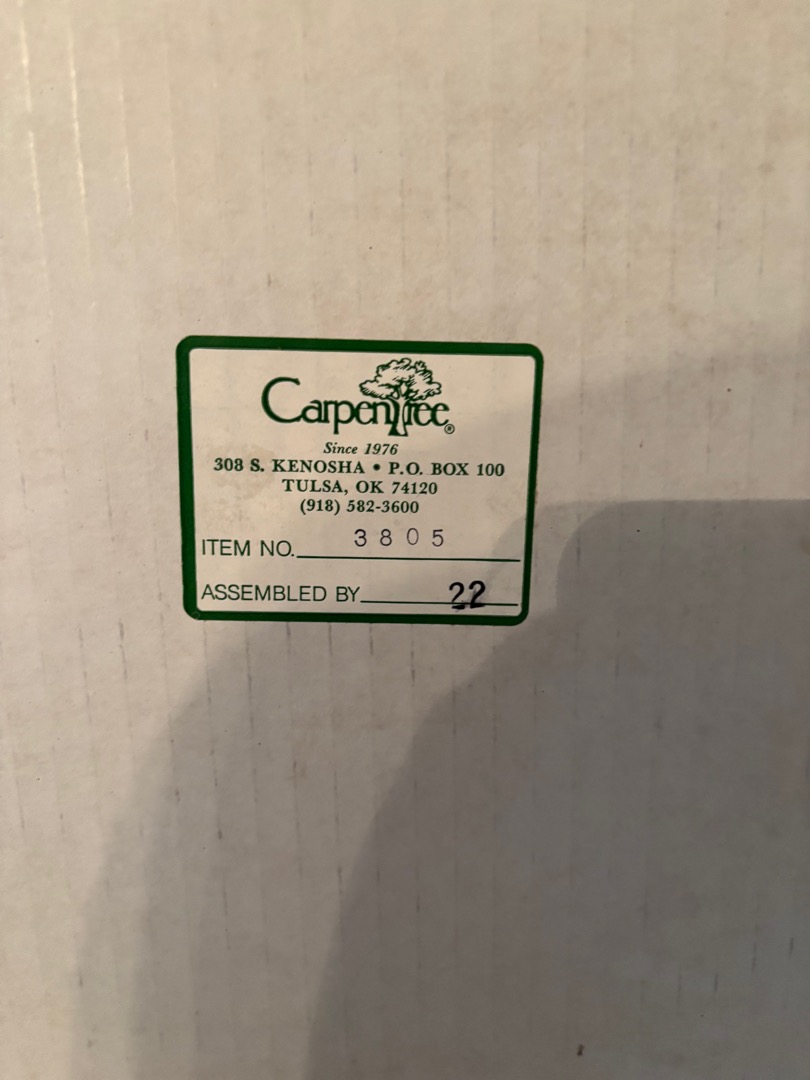 Carpentree®
Since 1976
308 S. KENOSHA • P.O. BOX 100
TULSA, OK 74120
(918) 582-3600
ITEM NO. 3805
ASSEMBLED BY 22